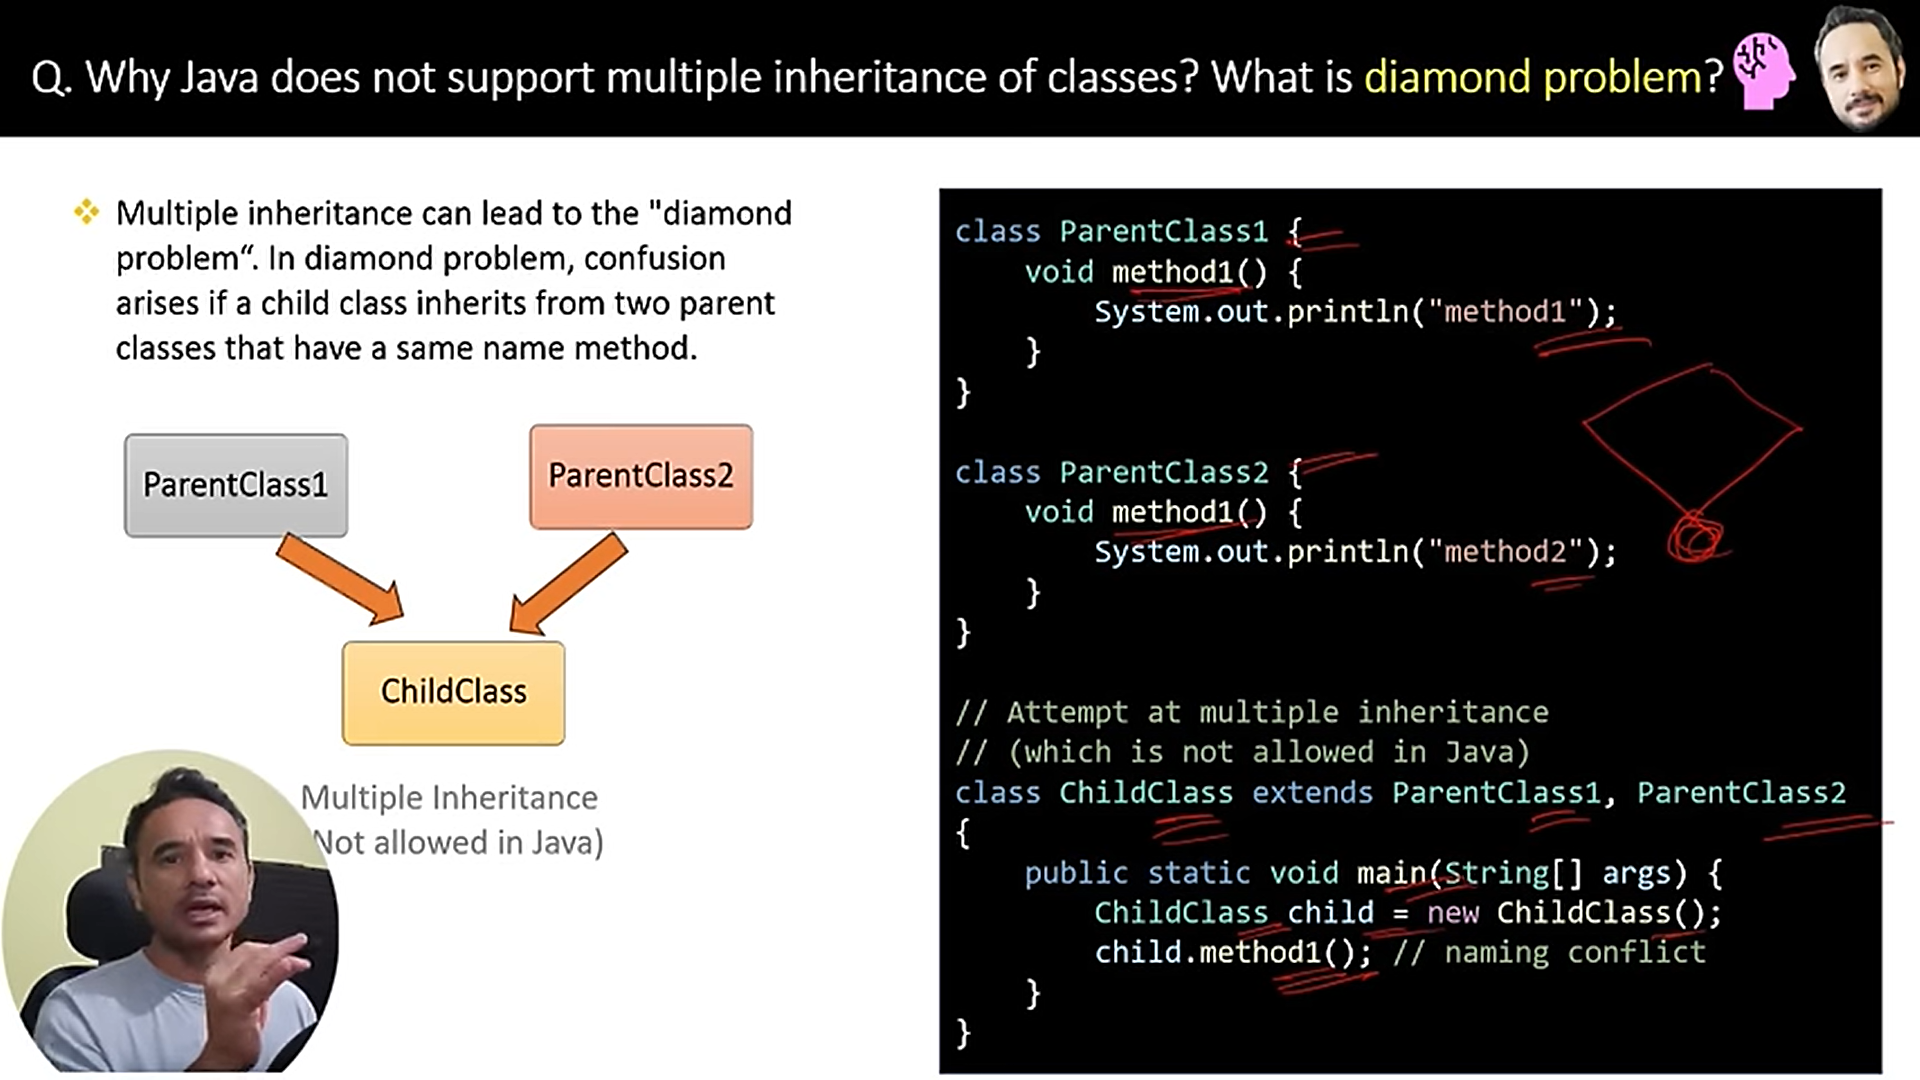 Q. Why Java does not support multiple inheritance of classes? What is diamond problem?
Multiple inheritance can lead to the "diamond
problem“. In diamond problem, confusion
arises if a child class inherits from two parent
classes that have a same name method.
ParentClass1
ParentClass2
ChildClass
Multiple Inheritance
Not allowed in Java)
class ParentClass1 {
void method1() {
System.out.println("method1");
}
}
class ParentClass2 {
void method1() {
System.out.println("method2");
}
}
// Attempt at multiple inheritance
// (which is not allowed in Java)
class ChildClass extends ParentClass1, ParentClass2
{
public static void main(String[] args) {
ChildClass child = new ChildClass();
child.method1(); // naming conflict
}
}